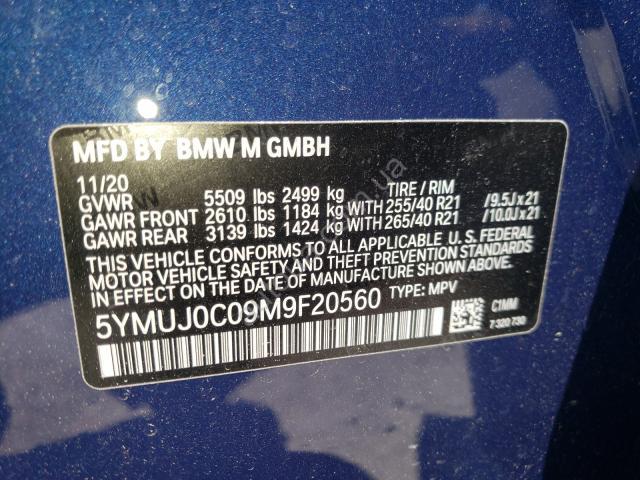 MFD BY BMW M GMBH
11/20
GVWR 5509 lbs 2499 kg TIRE / RIM
GAWR FRONT 2610 lbs 1184 kg WITH 255/40 R21 /9.5J x 21
GAWR REAR 3139 lbs 1424 kg WITH 265/40 R21 /10.0J x 21
THIS VEHICLE CONFORMS TO ALL APPLICABLE U. S. FEDERAL
MOTOR VEHICLE SAFETY AND THEFT PREVENTION STANDARDS
IN EFFECT ON THE DATE OF MANUFACTURE SHOWN ABOVE.
5YMUJ0C09M9F20560 TYPE: MPV
C1MM
7 320 730